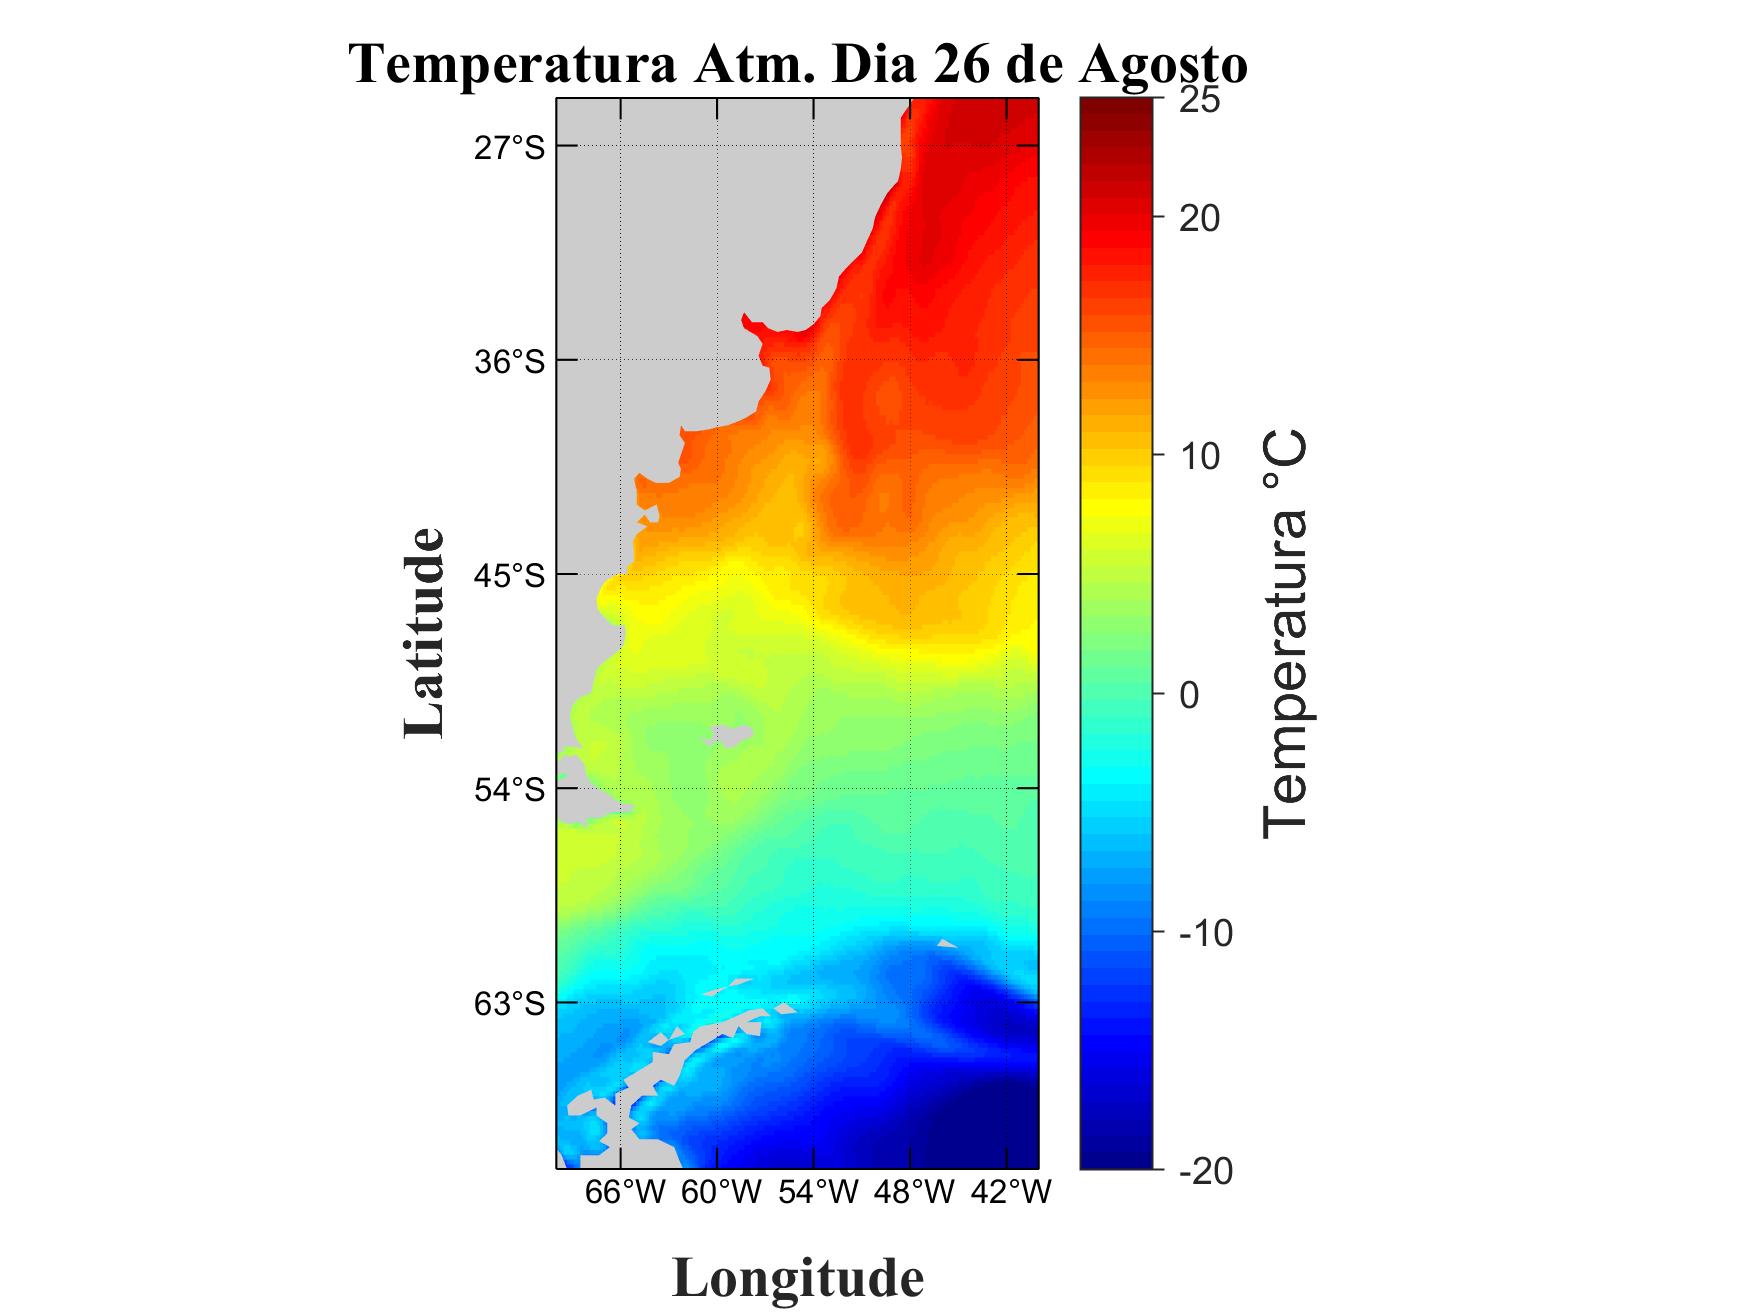 Temperatura Atm. Dia 26 de Agosto
25
27°S
20
36°S
10
45°S
0
54°S
-10
63°S
-20
66°W 60°W 54°W 48°W 42°W
Latitude
Longitude
Temperatura °C